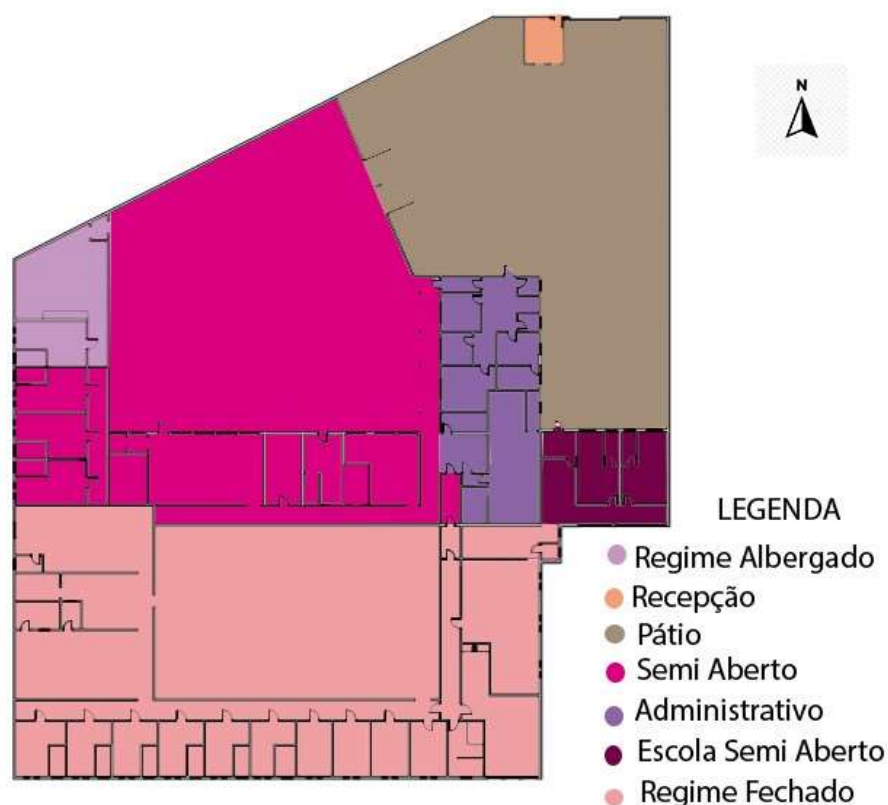 N
LEGENDA
Regime Albergado
Recepção
Pátio
Semi Aberto
Administrativo
Escola Semi Aberto
Regime Fechado